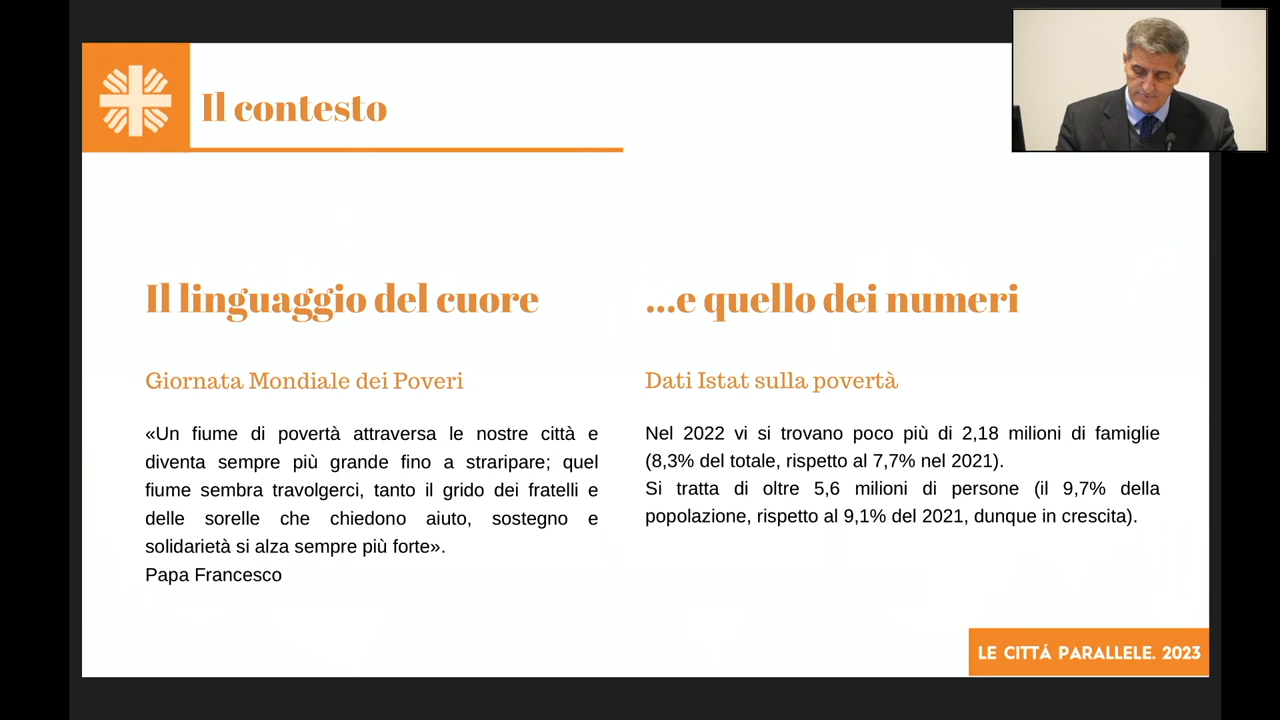 Il contesto
Il linguaggio del cuore
Giornata Mondiale dei Poveri
«Un fiume di povertà attraversa le nostre città e
diventa sempre più grande fino a straripare; quel
fiume sembra travolgerci, tanto il grido dei fratelli e
delle sorelle che chiedono aiuto, sostegno e
solidarietà si alza sempre più forte».
Papa Francesco
...e quello dei numeri
Dati Istat sulla povertà
Nel 2022 vi si trovano poco più di 2,18 milioni di famiglie
(8,3% del totale, rispetto al 7,7% nel 2021).
Si tratta di oltre 5,6 milioni di persone (il 9,7% della
popolazione, rispetto al 9,1% del 2021, dunque in crescita).
LE CITTÁ PARALLELE. 2023